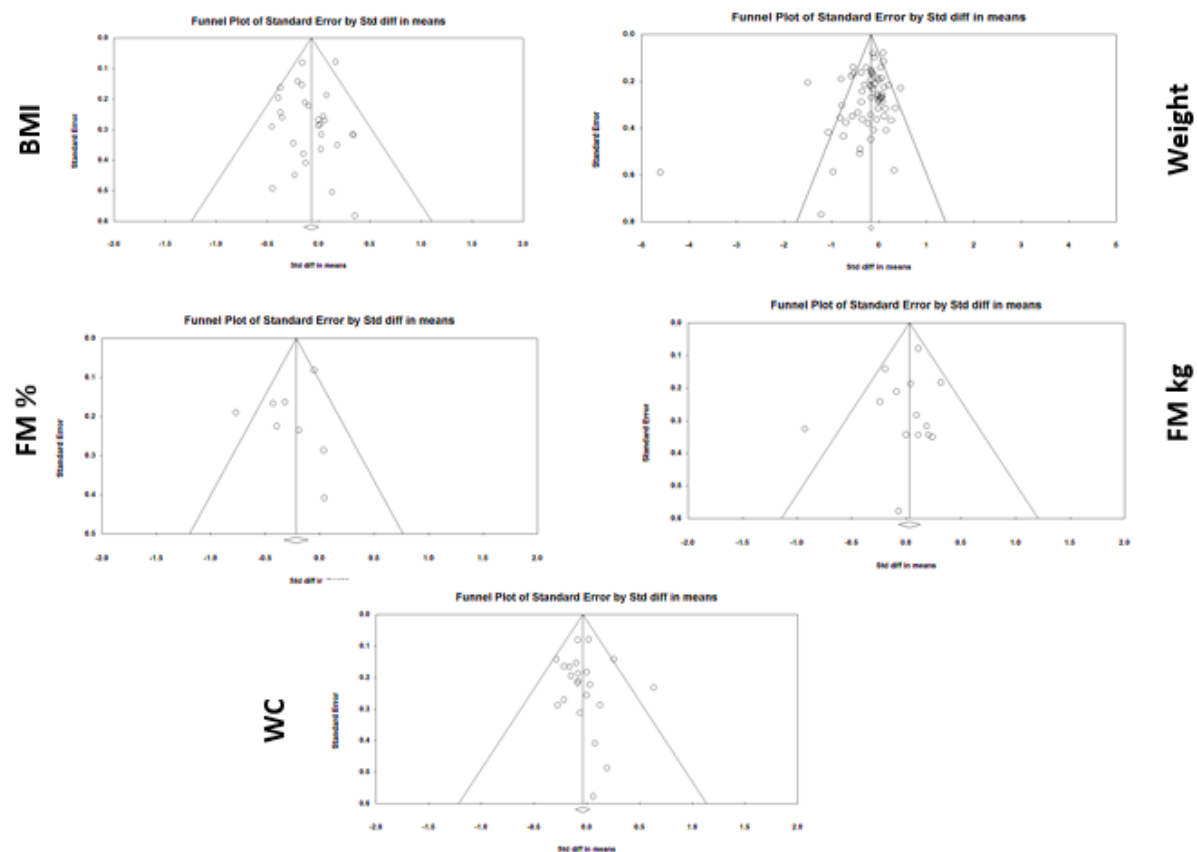 Funnel Plot of Standard Error by Std diff in means
BMI
Standard Error
0.0
0.1
0.2
0.3
0.4
0.5
0.6
-2.0 -1.5 -1.0 -0.5 0.0 0.5 1.0 1.5 2.0
Std diff in means
Funnel Plot of Standard Error by Std diff in means
Weight
Standard Error
0.0
0.2
0.4
0.6
0.8
-6 -5 -4 -3 -2 -1 0 1 2 3 4 5 6
Std diff in means
Funnel Plot of Standard Error by Std diff in means
FM %
Standard Error
0.0
0.1
0.2
0.3
0.4
0.5
-2.0 -1.5 -1.0 -0.5 0.0 0.5 1.0 1.5 2.0
Std diff in
Funnel Plot of Standard Error by Std diff in means
FM kg
Standard Error
0.0
0.1
0.2
0.3
0.4
0.5
0.6
-2.0 -1.5 -1.0 -0.5 0.0 0.5 1.0 1.5 2.0
Std diff in means
Funnel Plot of Standard Error by Std diff in means
WC
Standard Error
0.0
0.1
0.2
0.3
0.4
0.5
0.6
-2.0 -1.5 -1.0 -0.5 0.0 0.5 1.0 1.5 2.0
Std diff in means